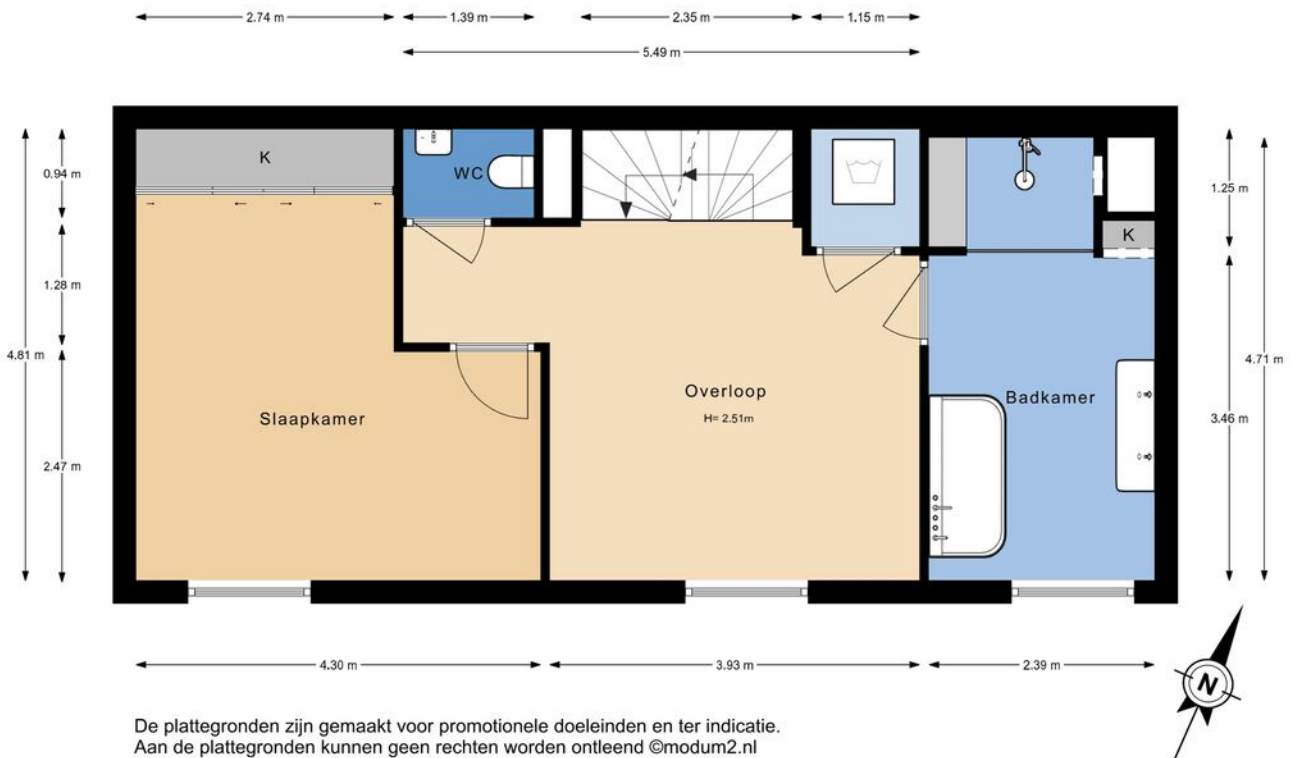 2.74 m
1.39 m
2.35 m
1.15 m
5.49 m
K
WC
0.94 m
1.25 m
K
1.28 m
4.81 m
4.71 m
Overloop
H= 2.51m
Badkamer
Slaapkamer
3.46 m
2.47 m
4.30 m
3.93 m
2.39 m
N
De plattegronden zijn gemaakt voor promotionele doeleinden en ter indicatie.
Aan de plattegronden kunnen geen rechten worden ontleend ©modum2.nl